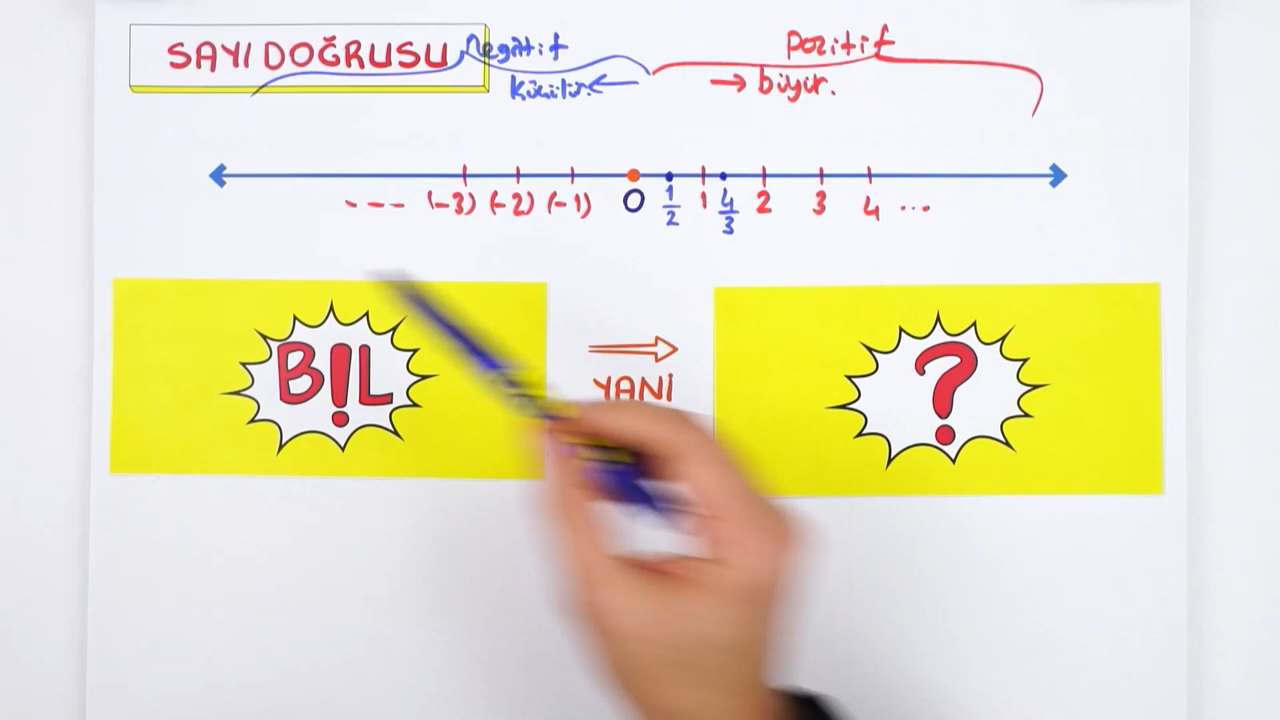 SAYI DOĞRUSU
Negatif
Pozitif
Küçülür. ←
→ büyür.
--- (-3) (-2) (-1) 0 1/2 1 4/3 2 3 4 ...
BİL
YANİ
?